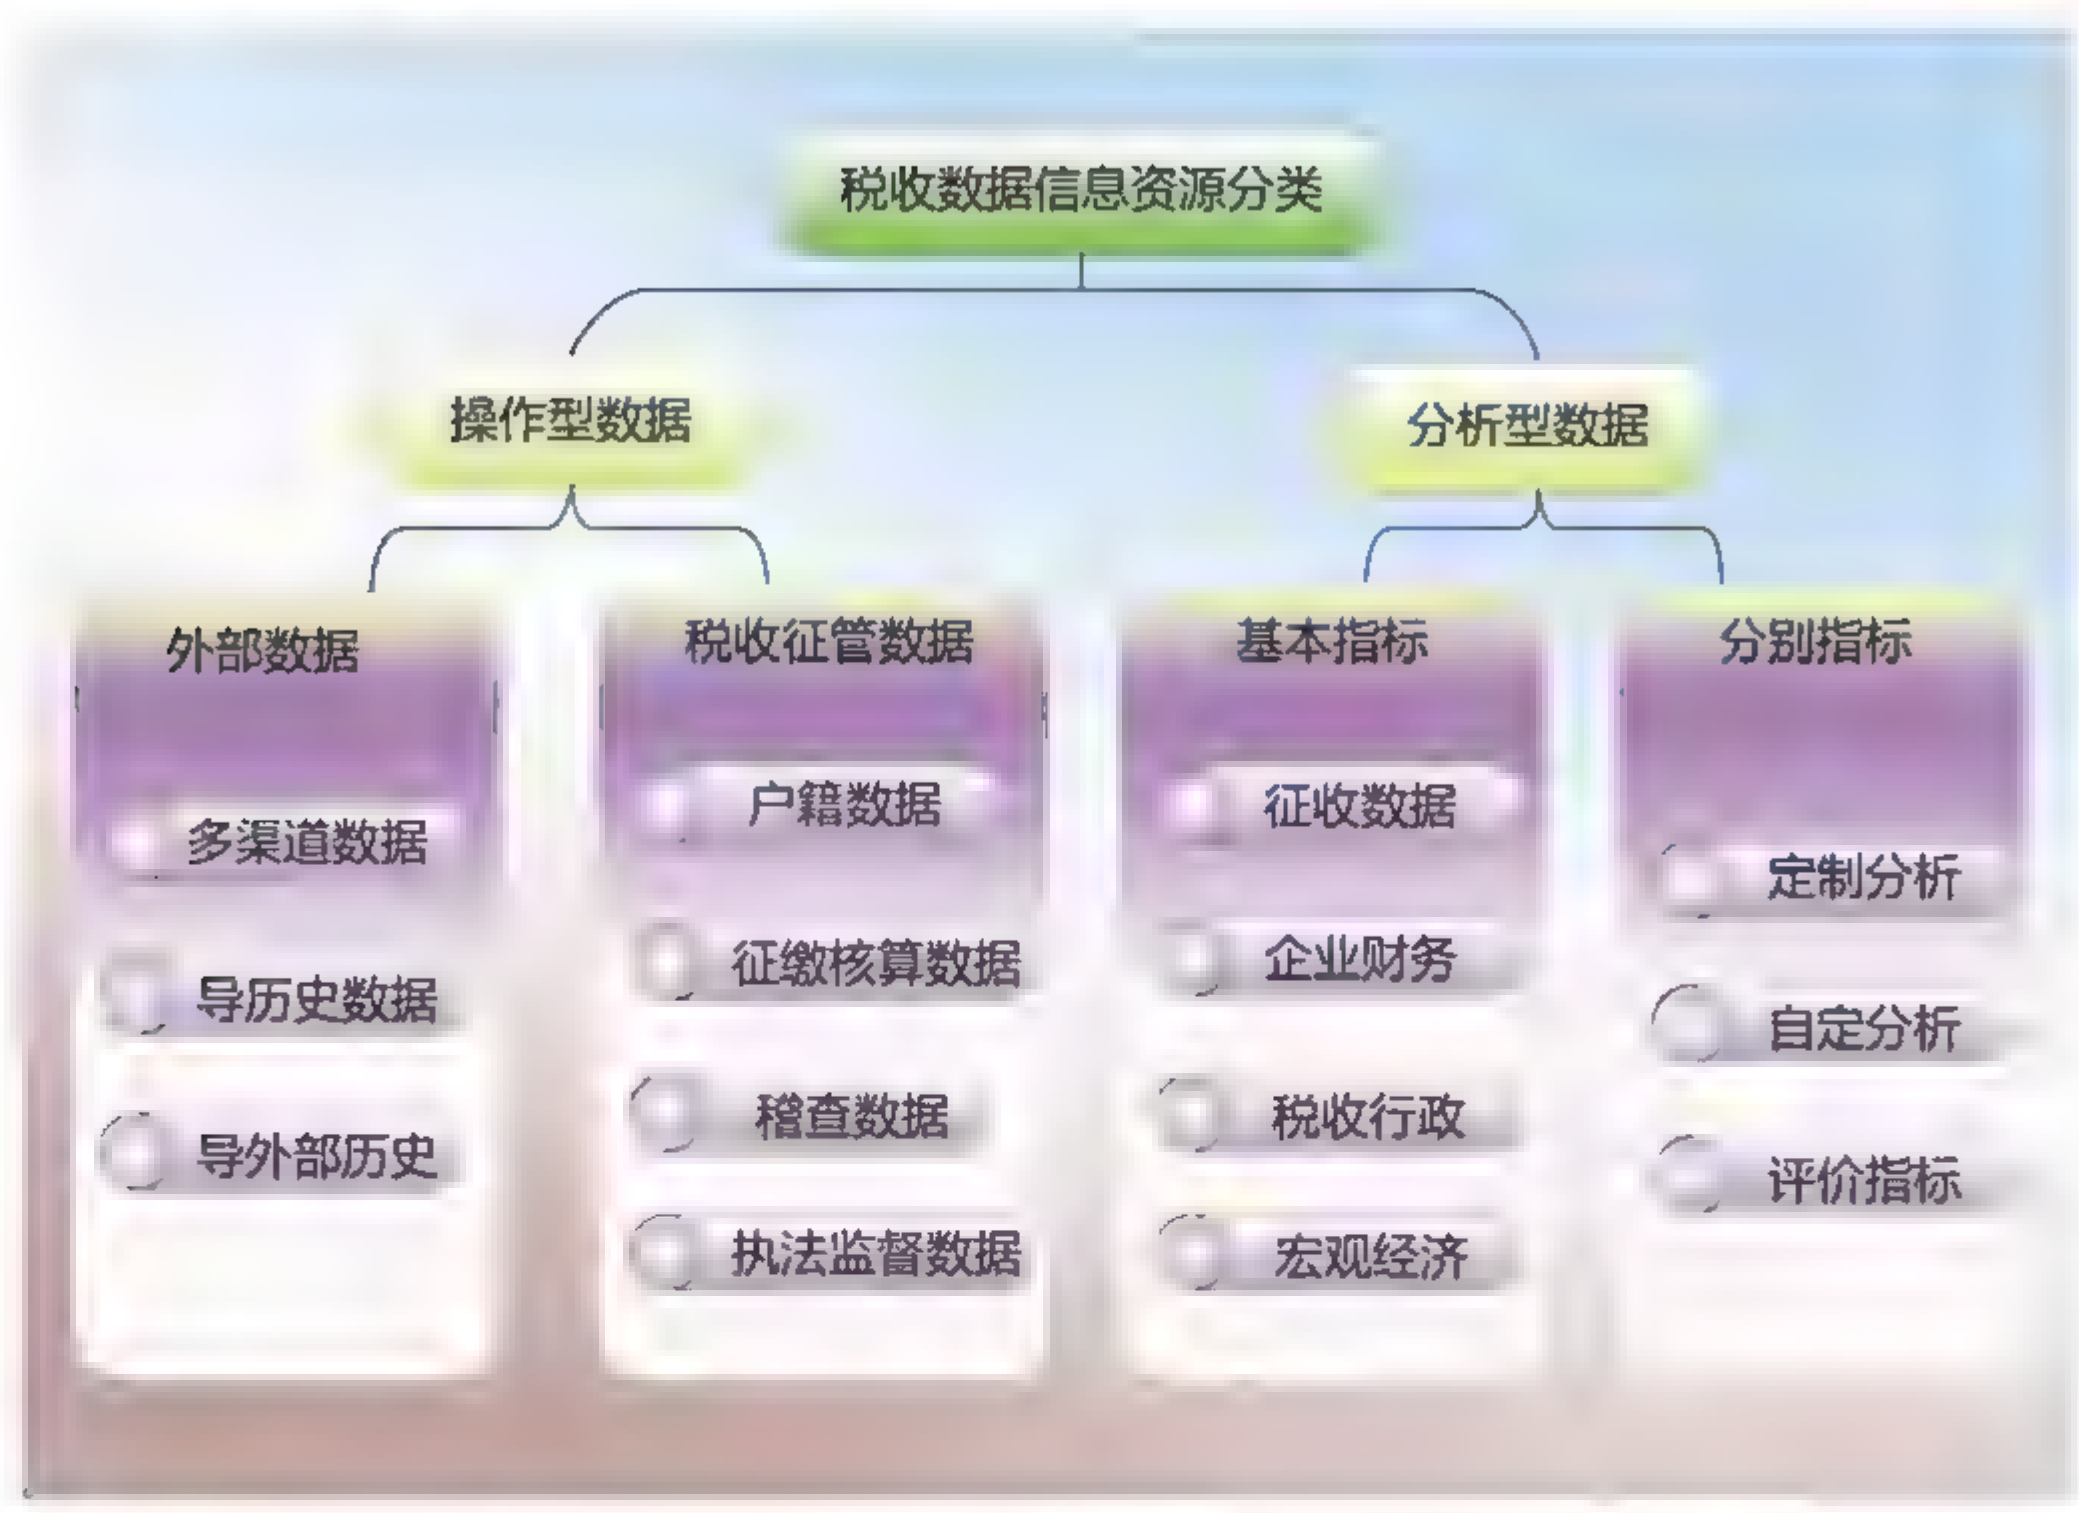 税收数据信息资源分类
操作型数据
分析型数据
外部数据
多渠道数据
导历史数据
导外部历史
税收征管数据
户籍数据
征缴核算数据
稽查数据
执法监督数据
基本指标
征收数据
企业财务
税收行政
宏观经济
分别指标
定制分析
自定分析
评价指标